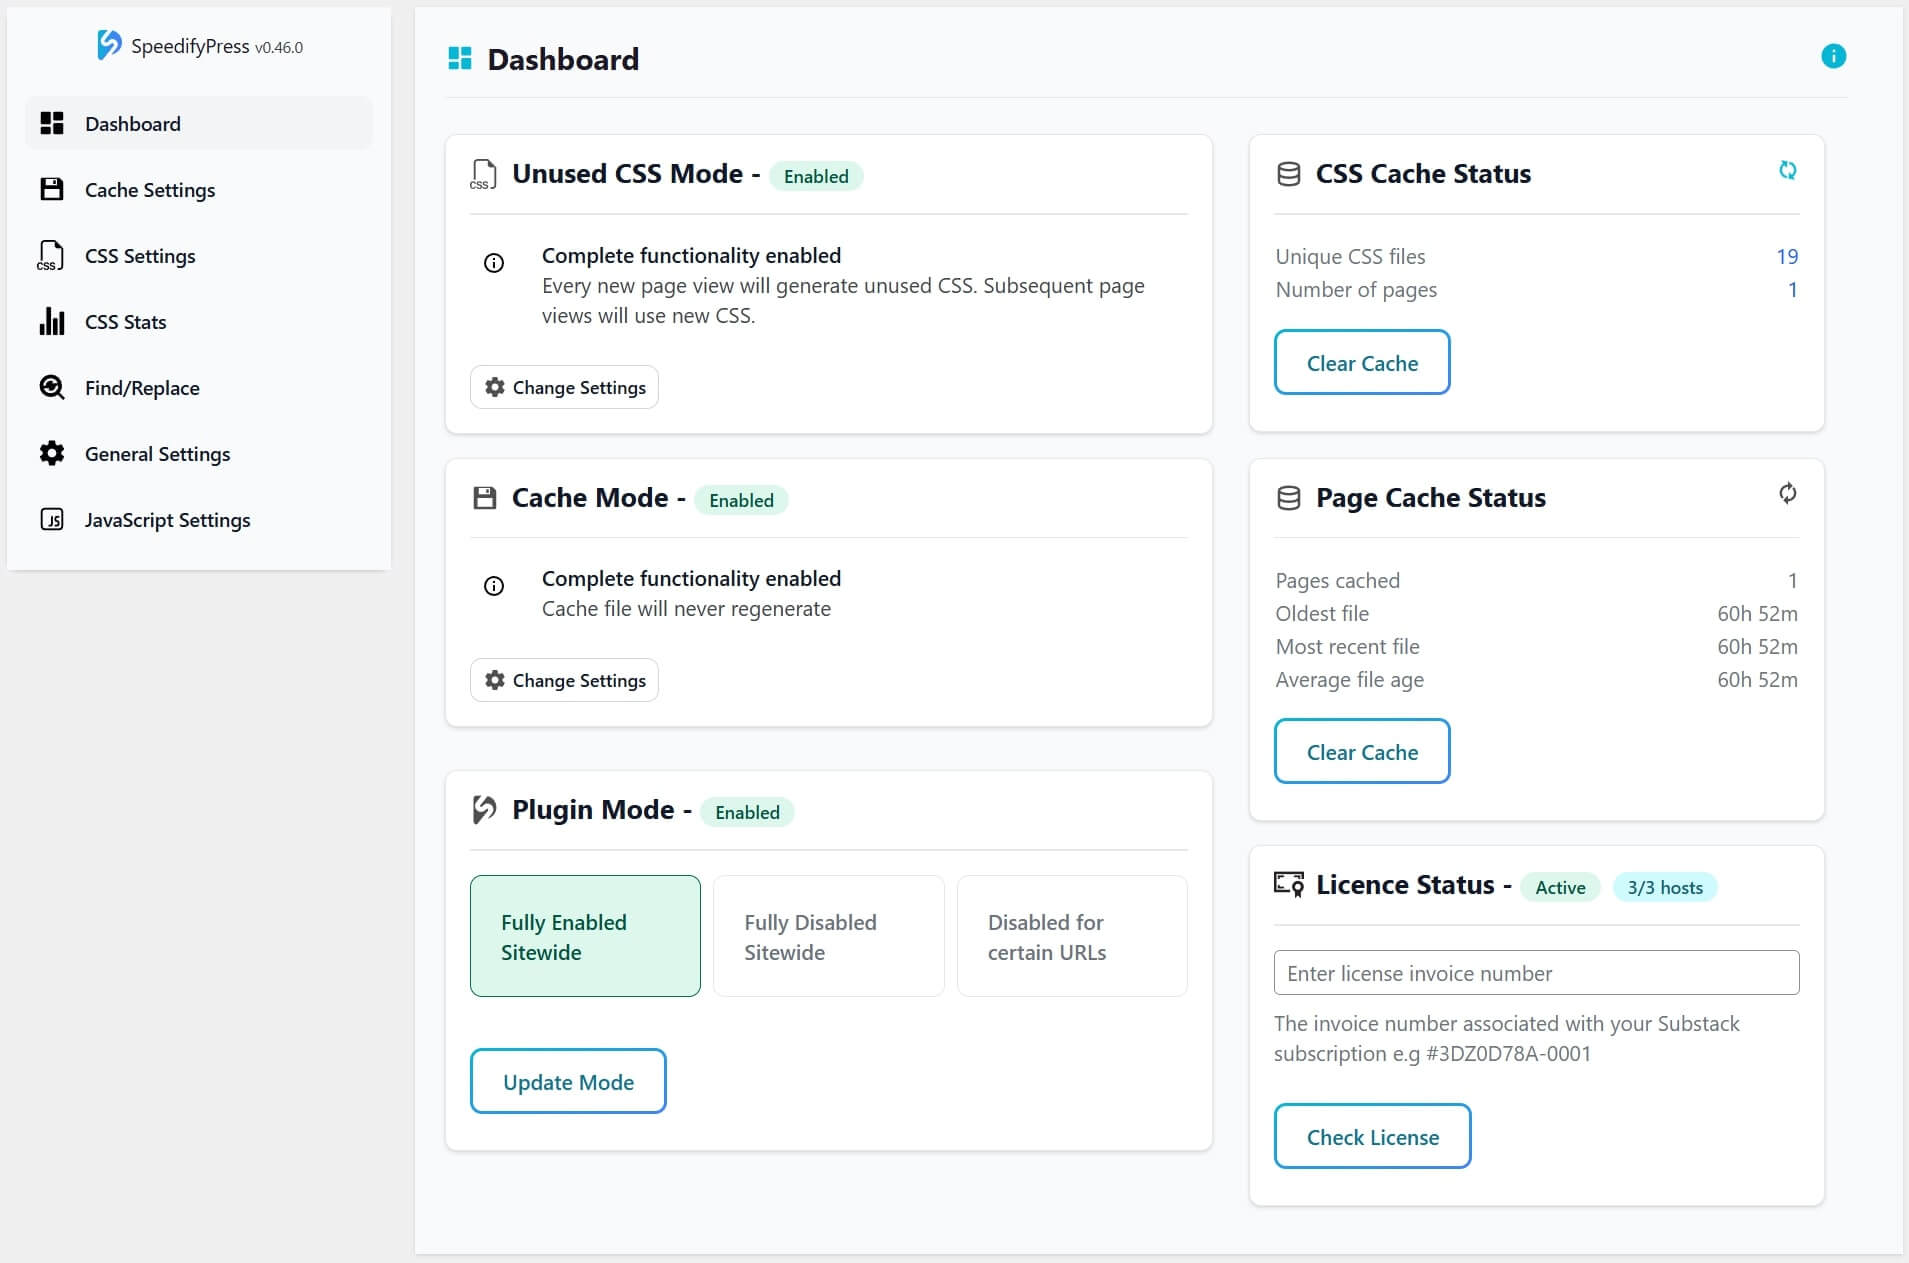 SpeedifyPress v0.46.0
Dashboard
Cache Settings
CSS Settings
CSS Stats
Find/Replace
General Settings
JavaScript Settings
Dashboard
Unused CSS Mode - Enabled
Complete functionality enabled
Every new page view will generate unused CSS. Subsequent page
views will use new CSS.
Change Settings
Cache Mode - Enabled
Complete functionality enabled
Cache file will never regenerate
Change Settings
Plugin Mode - Enabled
Fully Enabled
Sitewide
Fully Disabled
Sitewide
Disabled for
certain URLs
Update Mode
CSS Cache Status
Unique CSS files 19
Number of pages 1
Clear Cache
Page Cache Status
Pages cached 1
Oldest file 60h 52m
Most recent file 60h 52m
Average file age 60h 52m
Clear Cache
Licence Status - Active 3/3 hosts
Enter license invoice number
The invoice number associated with your Substack
subscription e.g #3DZ0D78A-0001
Check License